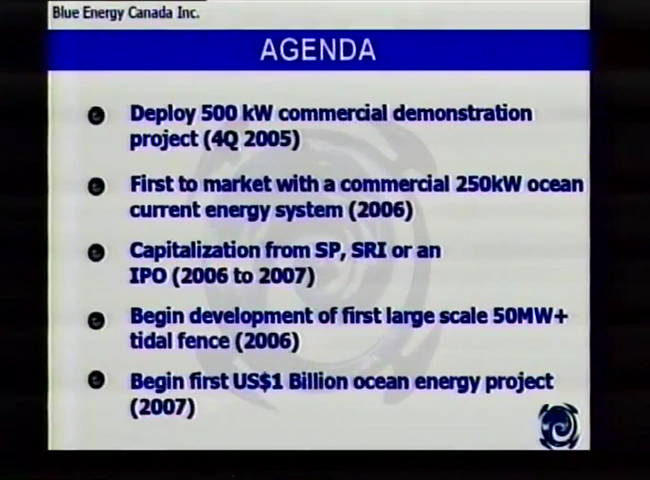 Blue Energy Canada Inc.
AGENDA
Deploy 500 kW commercial demonstration
project (4Q 2005)
First to market with a commercial 250kW ocean
current energy system (2006)
Capitalization from SP, SRI or an
IPO (2006 to 2007)
Begin development of first large scale 50MW+
tidal fence (2006)
Begin first US$1 Billion ocean energy project
(2007)